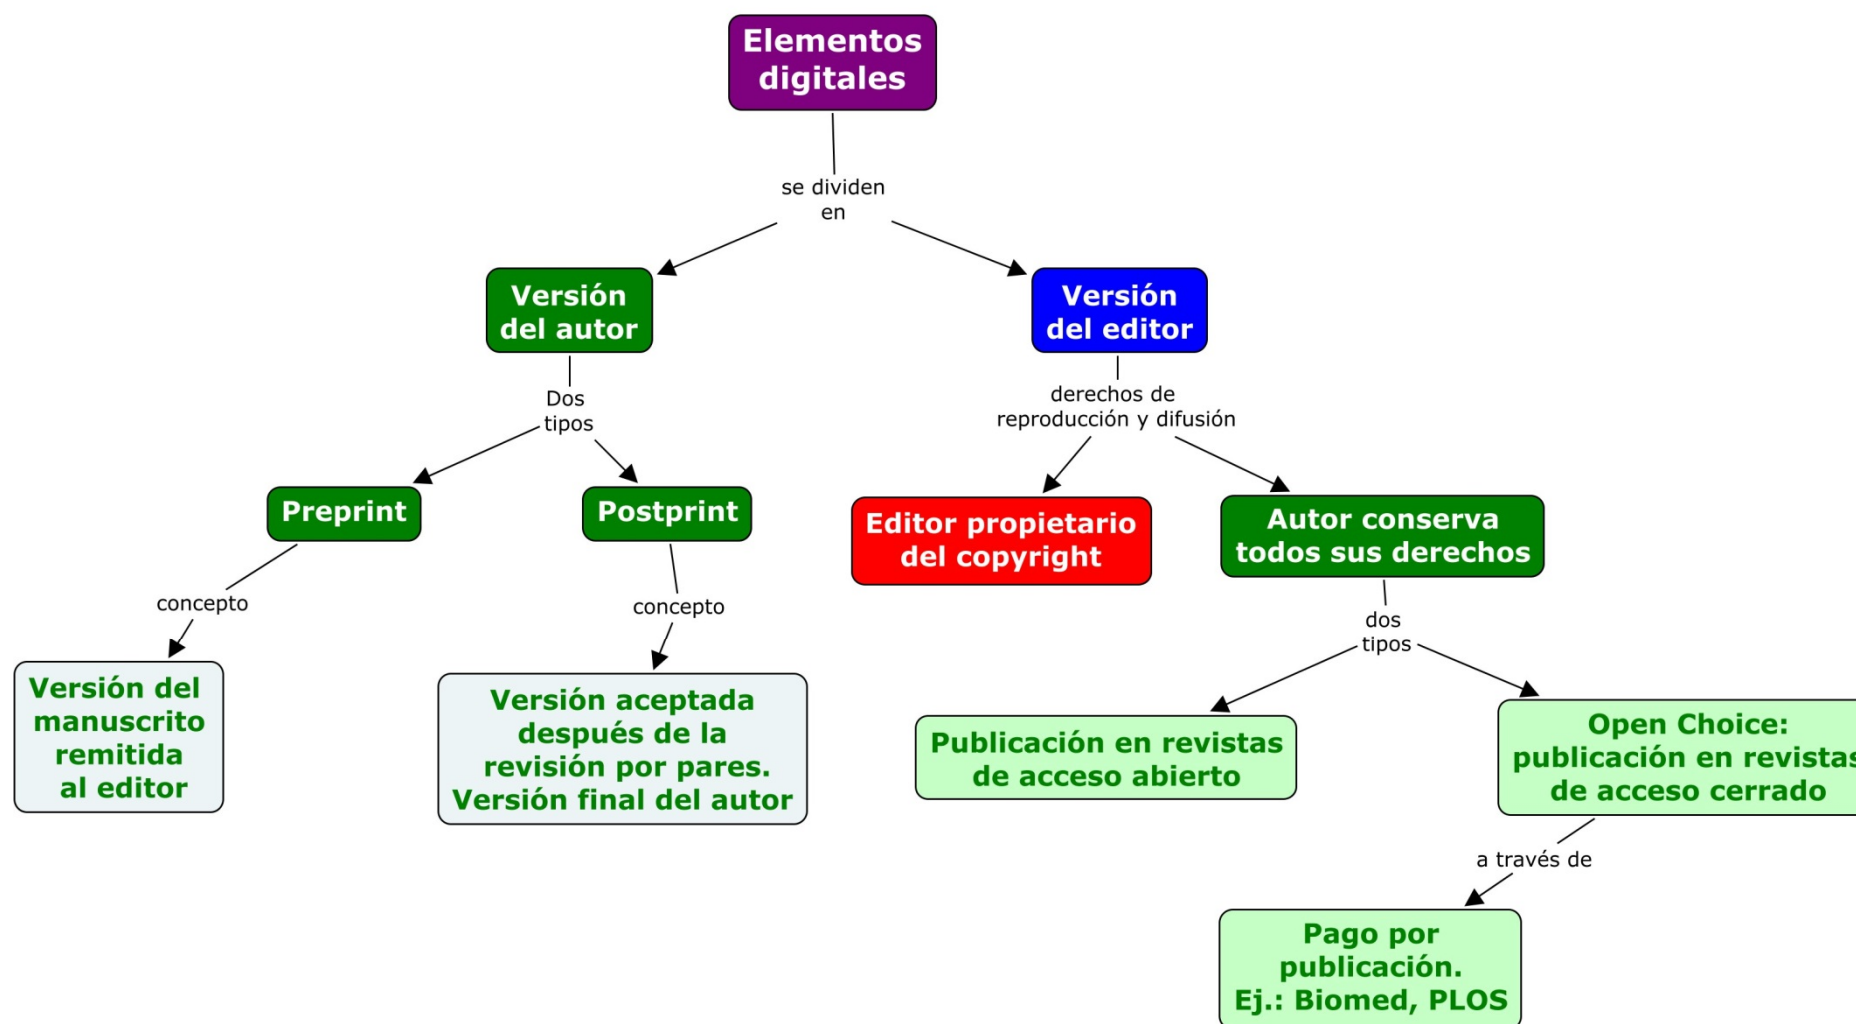 Elementos
digitales
se dividen
en
Versión
del autor
Versión
del editor
Dos
tipos
derechos de
reproducción y difusión
Preprint
Postprint
Editor propietario
del copyright
Autor conserva
todos sus derechos
concepto
concepto
dos
tipos
Versión del
manuscrito
remitida
al editor
Versión aceptada
después de la
revisión por pares.
Versión final del autor
Publicación en revistas
de acceso abierto
Open Choice:
publicación en revistas
de acceso cerrado
a través de
Pago por
publicación.
Ej.: Biomed, PLOS